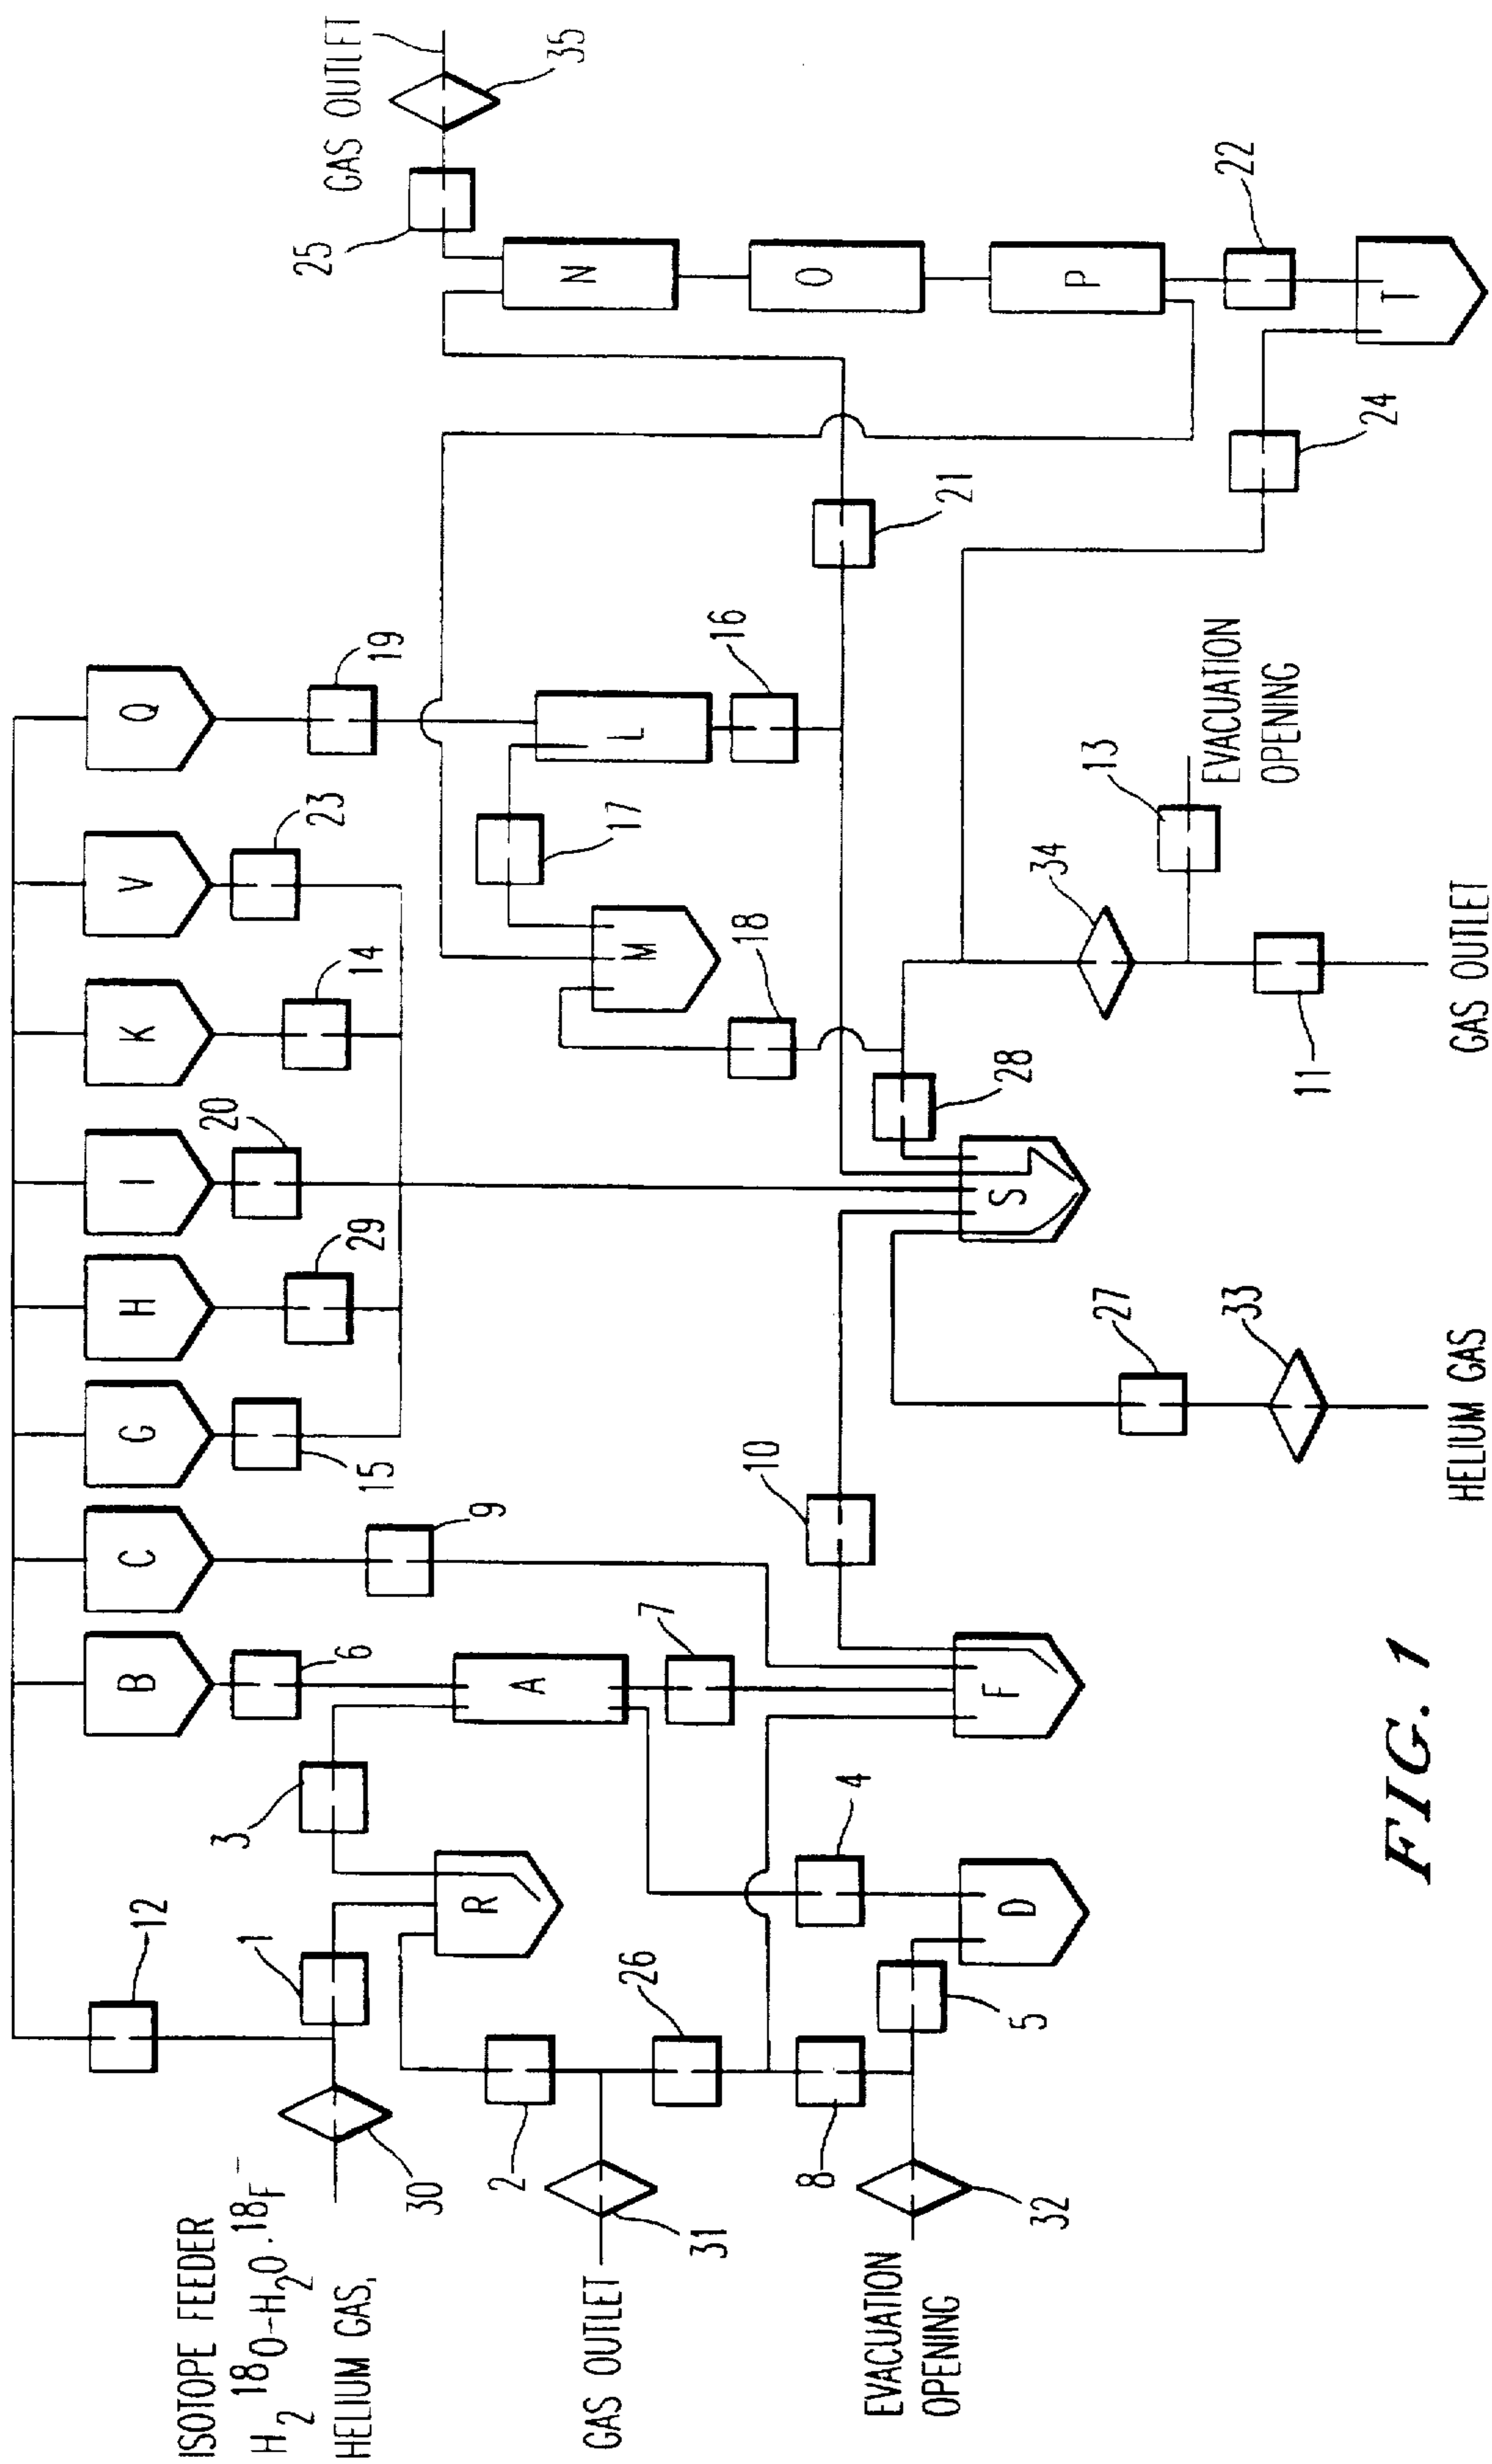 ISOTOPE FEEDER
H2 18O-H2O·18F-
HELIUM GAS,
30
12
1
3
R
GAS OUTLET
31
2
26
EVACUATION
OPENING
32
8
5
4
D
B
6
A
7
F
C
9
10
G
15
H
29
I
20
K
14
V
23
Q
19
L
17
16
M
18
28
S
27
33
HELIUM GAS
34
13
EVACUATION
OPENING
11
GAS OUTLET
21
24
GAS OUTLET
35
25
N
O
P
22
T
FIG. 1